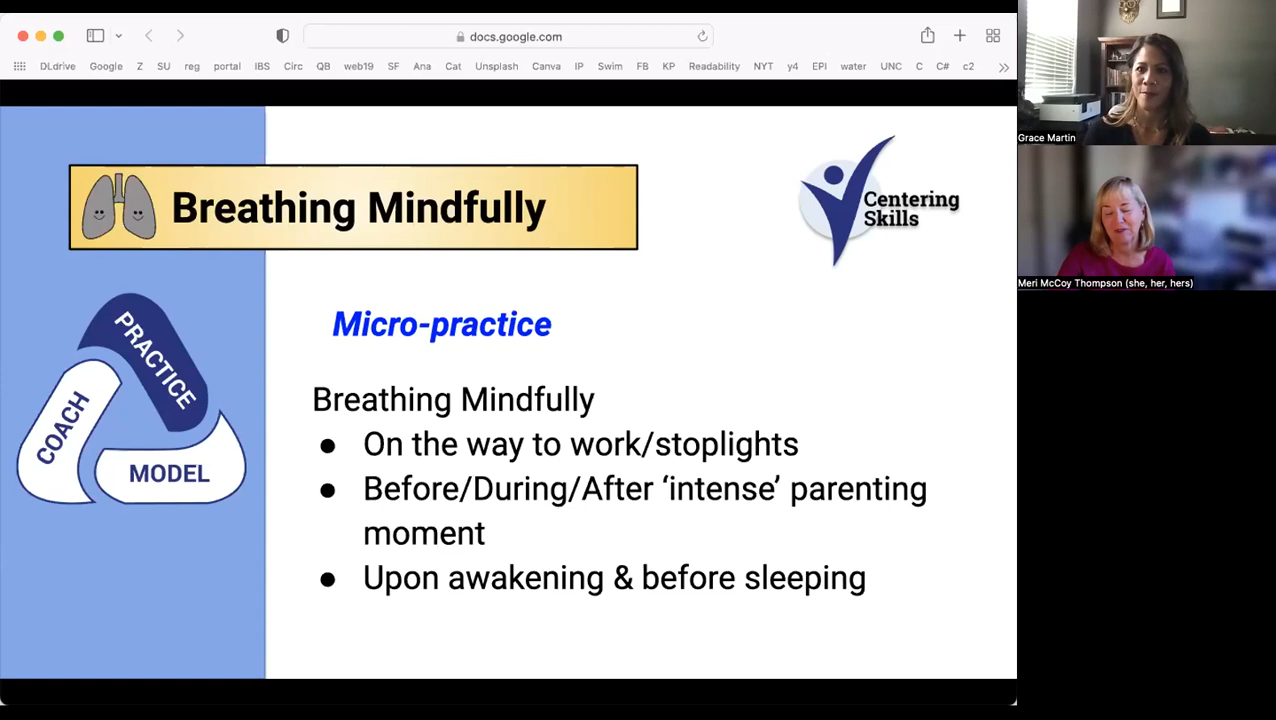 docs.google.com
DLdrive Google Z SU reg portal IBS Circ web10 SF Ara Cat Unsplash Canva IP Swim FB KP Readability NYT y4 EPI water UNC C C# c2
Grace Martin
Breathing Mindfully
Centering
Skills
Meri McCoy Thompson (she, her, hers)
PRACTICE
COACH
MODEL
Micro-practice
Breathing Mindfully
● On the way to work/stoplights
● Before/During/After ‘intense’ parenting
moment
● Upon awakening & before sleeping